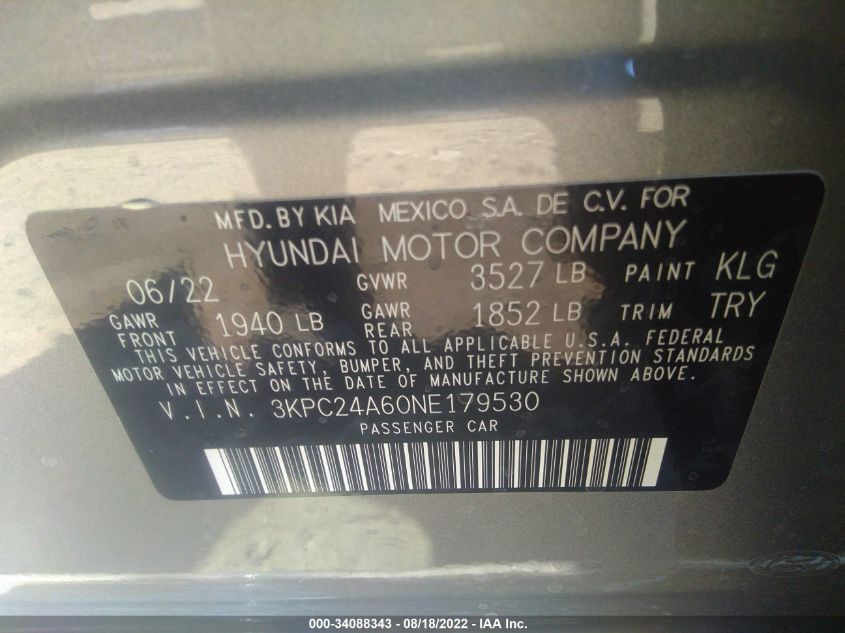 MFD. BY KIA MEXICO S.A. DE C.V. FOR
HYUNDAI MOTOR COMPANY
06/22 GVWR 3527 LB PAINT KLG
GAWR FRONT 1940 LB GAWR REAR 1852 LB TRIM TRY
THIS VEHICLE CONFORMS TO ALL APPLICABLE U.S.A. FEDERAL
MOTOR VEHICLE SAFETY, BUMPER, AND THEFT PREVENTION STANDARDS
IN EFFECT ON THE DATE OF MANUFACTURE SHOWN ABOVE.
V.I.N. 3KPC24A60NE179530
PASSENGER CAR
000-34088343 - 08/18/2022 - IAA Inc.